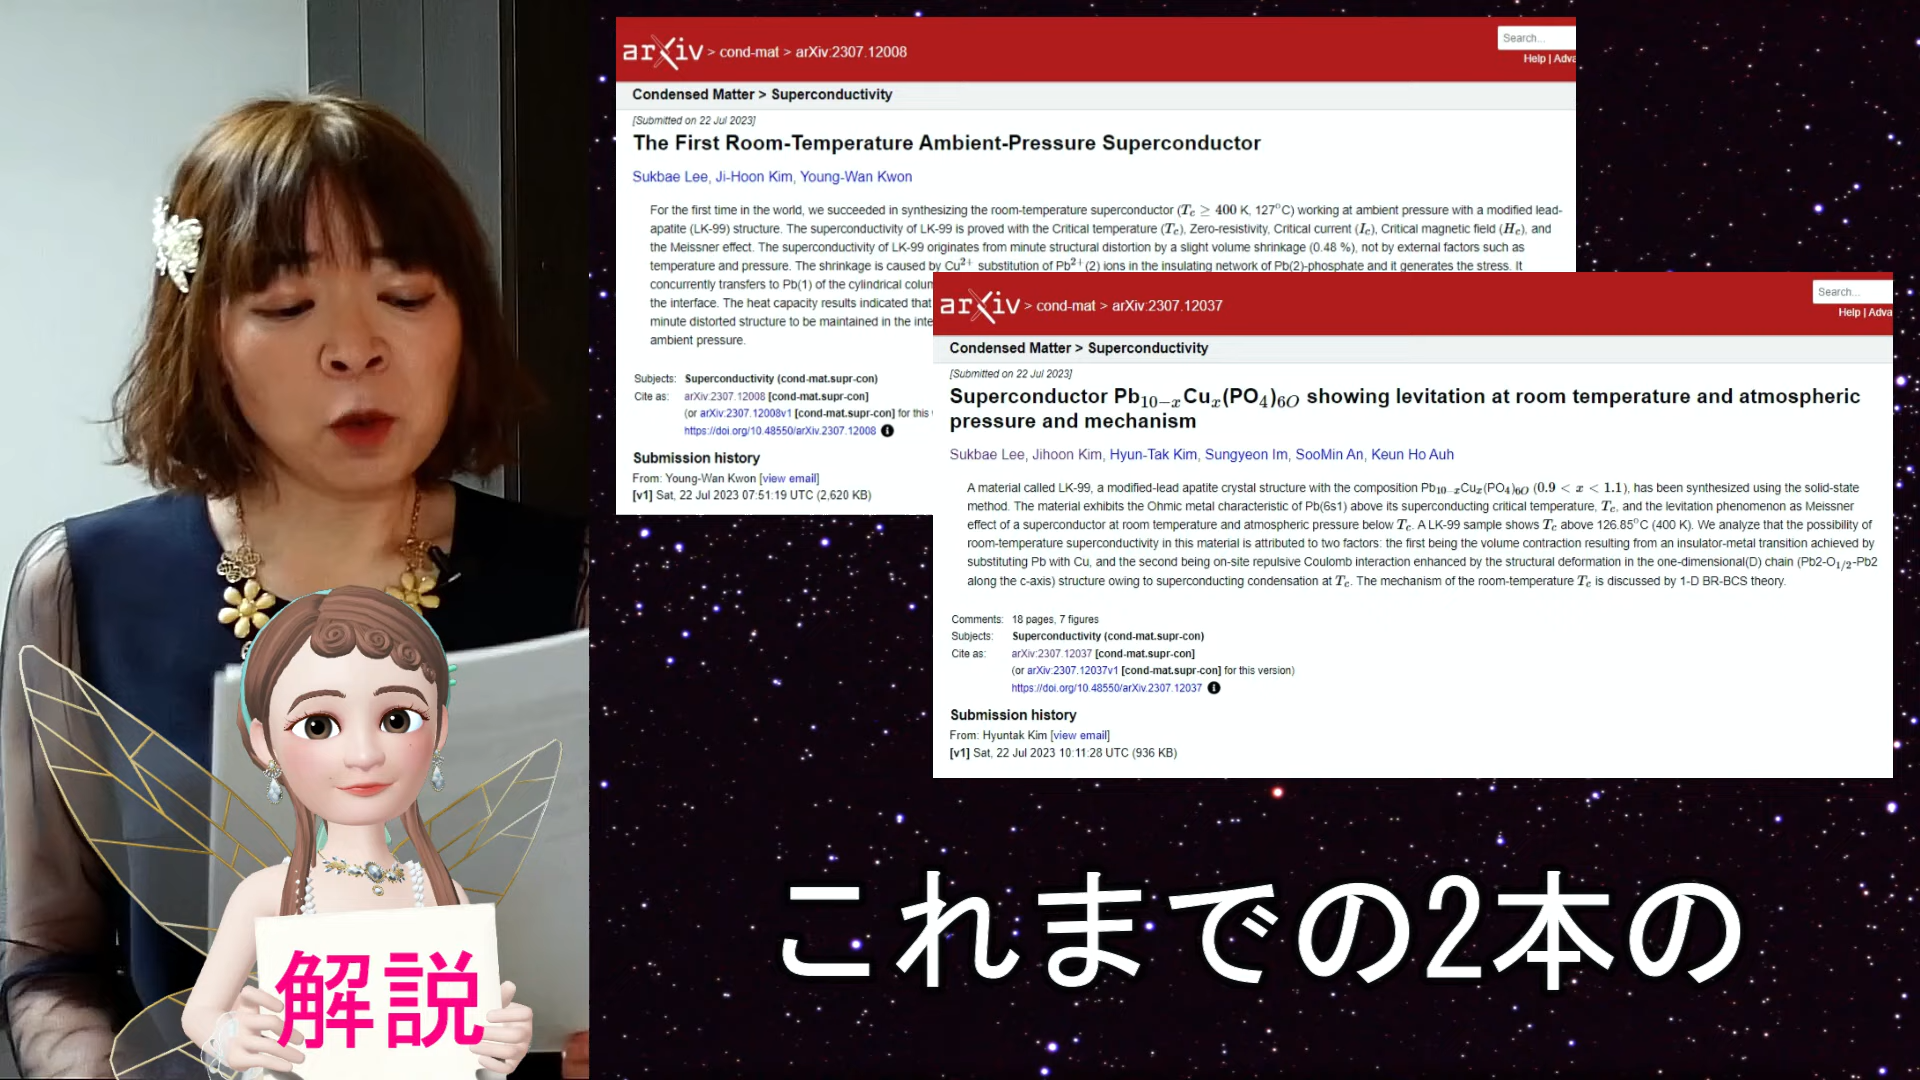 arXiv > cond-mat > arXiv:2307.12008
Search...
Help | Adva
Condensed Matter > Superconductivity
[Submitted on 22 Jul 2023]
The First Room-Temperature Ambient-Pressure Superconductor
Sukbae Lee, Ji-Hoon Kim, Young-Wan Kwon
For the first time in the world, we succeeded in synthesizing the room-temperature superconductor (Tc ≥ 400 K, 127°C) working at ambient pressure with a modified lead-
apatite (LK-99) structure. The superconductivity of LK-99 is proved with the Critical temperature (Tc), Zero-resistivity, Critical current (Ic), Critical magnetic field (Hc), and
the Meissner effect. The superconductivity of LK-99 originates from minute structural distortion by a slight volume shrinkage (0.48 %), not by external factors such as
temperature and pressure. The shrinkage is caused by Cu2+ substitution of Pb2+(2) ions in the insulating network of Pb(2)-phosphate and it generates the stress. It
concurrently transfers to Pb(1) of the cylindrical colum
the interface. The heat capacity results indicated that
minute distorted structure to be maintained in the inte
ambient pressure.
Subjects: Superconductivity (cond-mat.supr-con)
Cite as: arXiv:2307.12008 [cond-mat.supr-con]
(or arXiv:2307.12008v1 [cond-mat.supr-con] for this
https://doi.org/10.48550/arXiv.2307.12008
Submission history
From: Young-Wan Kwon [view email]
[v1] Sat, 22 Jul 2023 07:51:19 UTC (2,620 KB)
arXiv > cond-mat > arXiv:2307.12037
Search...
Help | Adva
Condensed Matter > Superconductivity
[Submitted on 22 Jul 2023]
Superconductor Pb10−xCux(PO4)6O showing levitation at room temperature and atmospheric
pressure and mechanism
Sukbae Lee, Jihoon Kim, Hyun-Tak Kim, Sungyeon Im, SooMin An, Keun Ho Auh
A material called LK-99, a modified-lead apatite crystal structure with the composition Pb10−xCux(PO4)6O (0.9 < x < 1.1), has been synthesized using the solid-state
method. The material exhibits the Ohmic metal characteristic of Pb(6s1) above its superconducting critical temperature, Tc, and the levitation phenomenon as Meissner
effect of a superconductor at room temperature and atmospheric pressure below Tc. A LK-99 sample shows Tc above 126.85°C (400 K). We analyze that the possibility of
room-temperature superconductivity in this material is attributed to two factors: the first being the volume contraction resulting from an insulator-metal transition achieved by
substituting Pb with Cu, and the second being on-site repulsive Coulomb interaction enhanced by the structural deformation in the one-dimensional(D) chain (Pb2-O1/2-Pb2
along the c-axis) structure owing to superconducting condensation at Tc. The mechanism of the room-temperature Tc is discussed by 1-D BR-BCS theory.
Comments: 18 pages, 7 figures
Subjects: Superconductivity (cond-mat.supr-con)
Cite as: arXiv:2307.12037 [cond-mat.supr-con]
(or arXiv:2307.12037v1 [cond-mat.supr-con] for this version)
https://doi.org/10.48550/arXiv.2307.12037
Submission history
From: Hyuntak Kim [view email]
[v1] Sat, 22 Jul 2023 10:11:28 UTC (936 KB)
これまでの2本の
解説